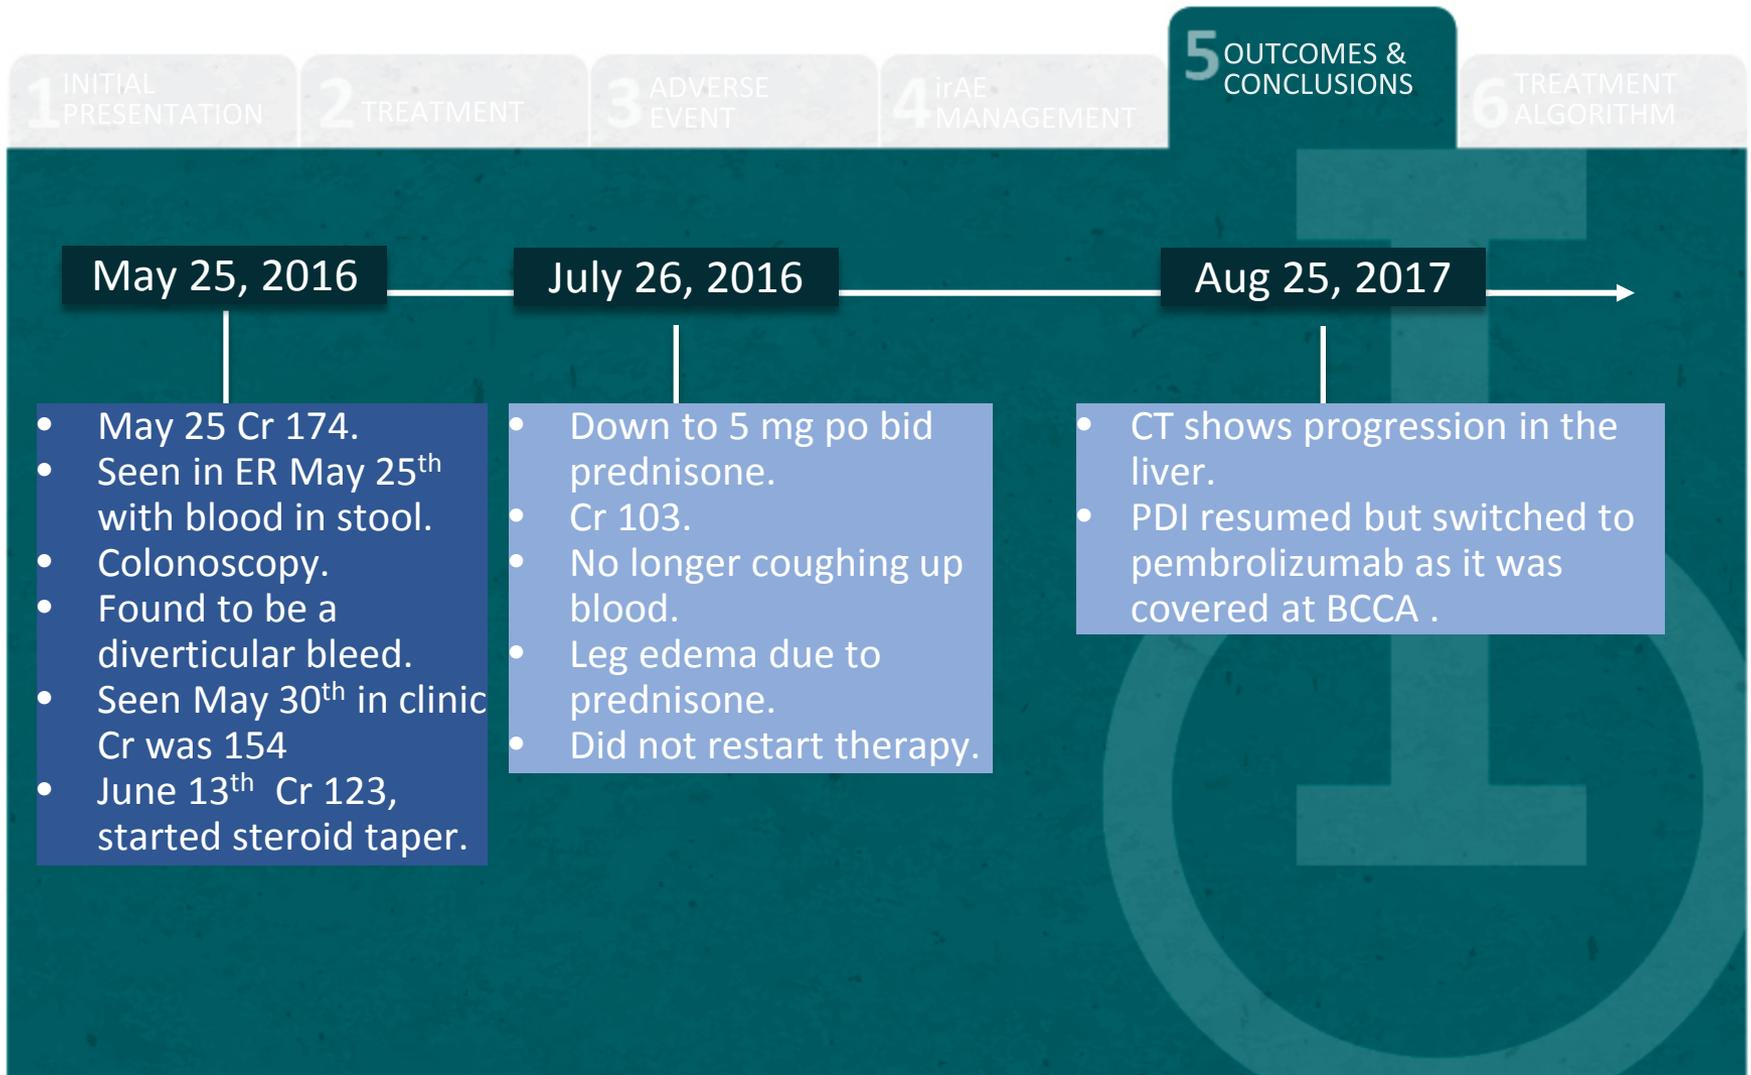 1 INITIAL
PRESENTATION
2 TREATMENT
3 ADVERSE
EVENT
4 irAE
MANAGEMENT
5 OUTCOMES &
CONCLUSIONS
6 TREATMENT
ALGORITHM
May 25, 2016
• May 25 Cr 174.
• Seen in ER May 25th
with blood in stool.
• Colonoscopy.
• Found to be a
diverticular bleed.
• Seen May 30th in clinic
Cr was 154
• June 13th Cr 123,
started steroid taper.
July 26, 2016
• Down to 5 mg po bid
prednisone.
• Cr 103.
• No longer coughing up
blood.
• Leg edema due to
prednisone.
• Did not restart therapy.
Aug 25, 2017
• CT shows progression in the
liver.
• PDI resumed but switched to
pembrolizumab as it was
covered at BCCA .